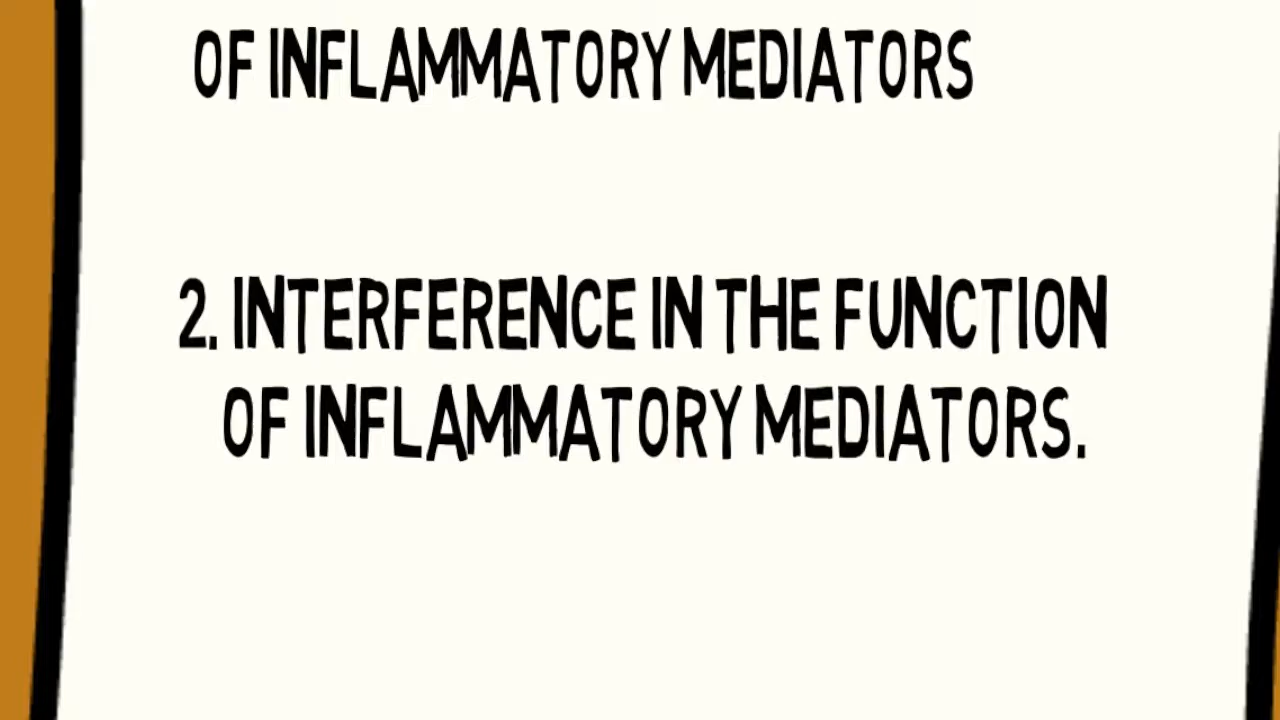 OF INFLAMMATORY MEDIATORS
2. INTERFERENCE IN THE FUNCTION
OF INFLAMMATORY MEDIATORS.